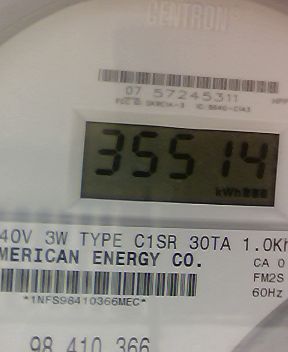 CENTRON
07 57245311
35514
kWh
40V 3W TYPE C1SR 30TA 1.0Kh
MERICAN ENERGY CO.
CA 0
FM2S
*1NFS98410366MEC*
60Hz
98 410 366